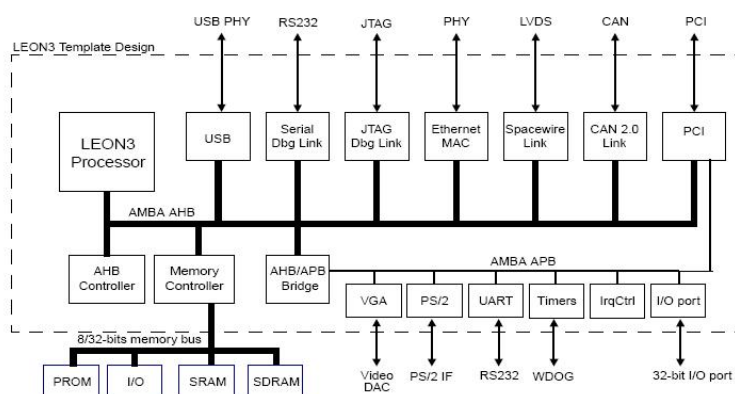 USB PHY RS232 JTAG PHY LVDS CAN PCI
LEON3 Template Design
LEON3
Processor
USB
Serial
Dbg Link
JTAG
Dbg Link
Ethernet
MAC
Spacewire
Link
CAN 2.0
Link
PCI
AMBA AHB
AHB
Controller
Memory
Controller
AHB/APB
Bridge
AMBA APB
VGA PS/2 UART Timers IrqCtrl I/O port
8/32-bits memory bus
PROM I/O SRAM SDRAM
Video
DAC
PS/2 IF RS232 WDOG 32-bit I/O port